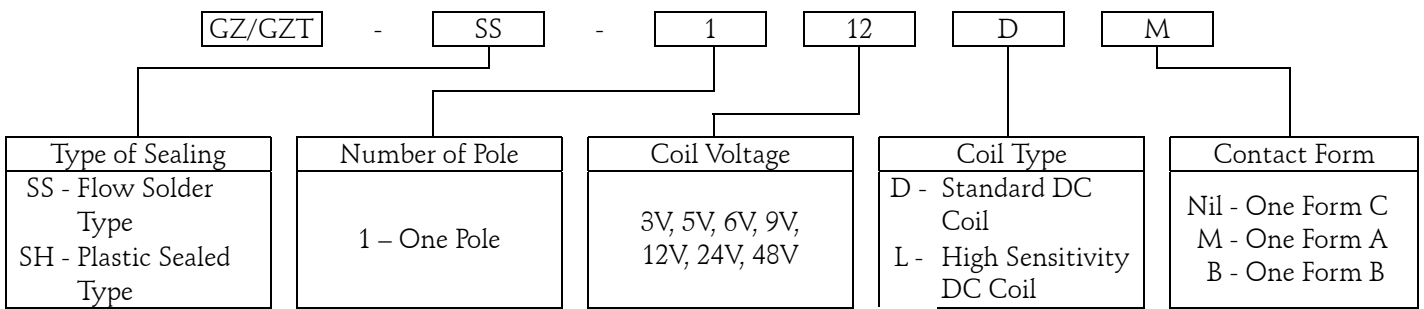 GZ/GZT - SS - 1 12 D M
Type of Sealing
SS - Flow Solder
Type
SH - Plastic Sealed
Type
Number of Pole
1 – One Pole
Coil Voltage
3V, 5V, 6V, 9V,
12V, 24V, 48V
Coil Type
D - Standard DC
Coil
L - High Sensitivity
DC Coil
Contact Form
Nil - One Form C
M - One Form A
B - One Form B